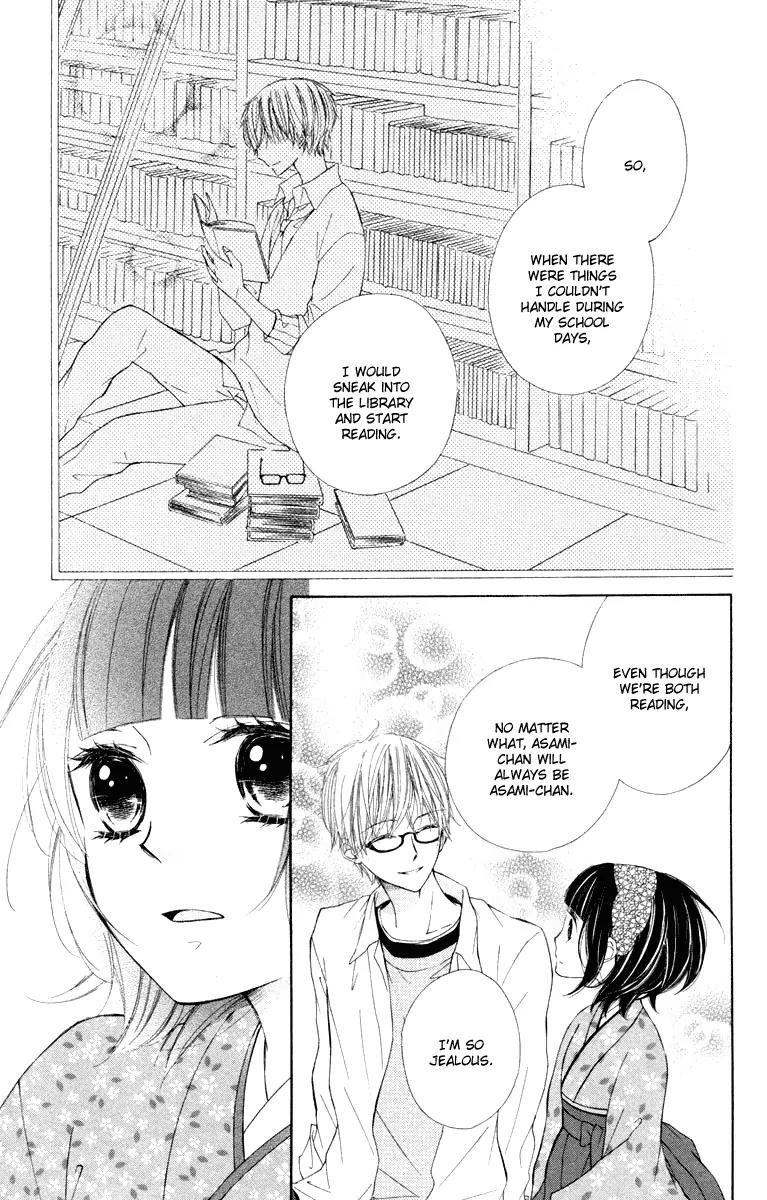 SO,
WHEN THERE
WERE THINGS
I COULDN'T
HANDLE DURING
MY SCHOOL
DAYS,
I WOULD
SNEAK INTO
THE LIBRARY
AND START
READING.
EVEN THOUGH
WE'RE BOTH
READING,
NO MATTER
WHAT, ASAMI-
CHAN WILL
ALWAYS BE
ASAMI-CHAN.
I'M SO
JEALOUS.